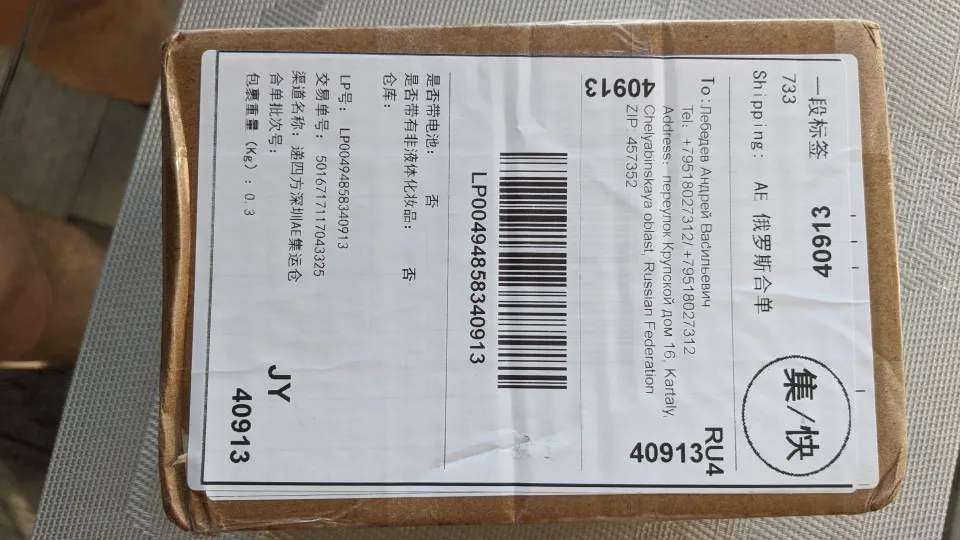 一段标签 40913
733
Shipping: AE 俄罗斯合单
集/快
To:Лебедев Андрей Васильевич
Tel: +79518027312/+79518027312
Address: переулок Крупской дом 16, Kartaly,
Chelyabinskaya oblast, Russian Federation
ZIP: 457352
40913
RU4
40913
LP00494858340913
是否带电池: 否
是否带有非液体化妆品: 否
仓库:
LP号: LP00494858340913
交易单号: 5016717117043325
渠道名称: 递四方深圳AE集运仓
合单批次号:
包裹重量 (Kg): 0.3
JY
40913